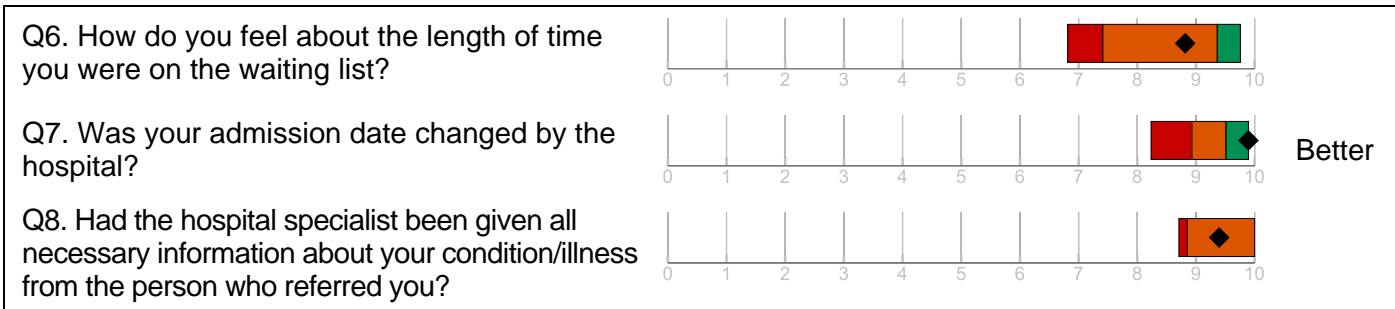 Q6. How do you feel about the length of time
you were on the waiting list?
0 1 2 3 4 5 6 7 8 9 10
Q7. Was your admission date changed by the
hospital?
Better
0 1 2 3 4 5 6 7 8 9 10
Q8. Had the hospital specialist been given all
necessary information about your condition/illness
from the person who referred you?
0 1 2 3 4 5 6 7 8 9 10